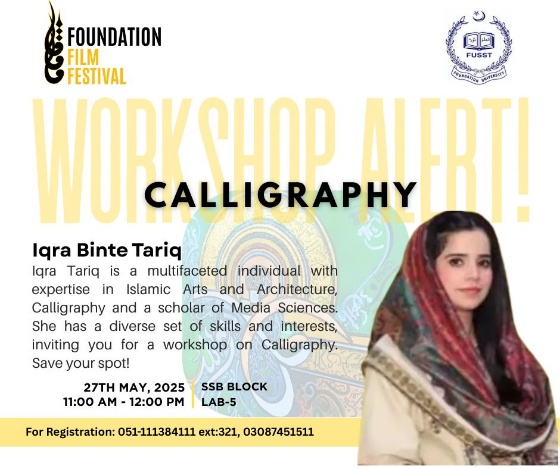 FOUNDATION
FILM
FESTIVAL
FUSST
FOUNDATION UNIVERSITY
WORKSHOP ALERT!
CALLIGRAPHY
Iqra Binte Tariq
Iqra Tariq is a multifaceted individual with
expertise in Islamic Arts and Architecture,
Calligraphy and a scholar of Media Sciences.
She has a diverse set of skills and interests,
inviting you for a workshop on Calligraphy.
Save your spot!
27TH MAY, 2025
11:00 AM - 12:00 PM
SSB BLOCK
LAB-5
For Registration: 051-111384111 ext:321, 03087451511